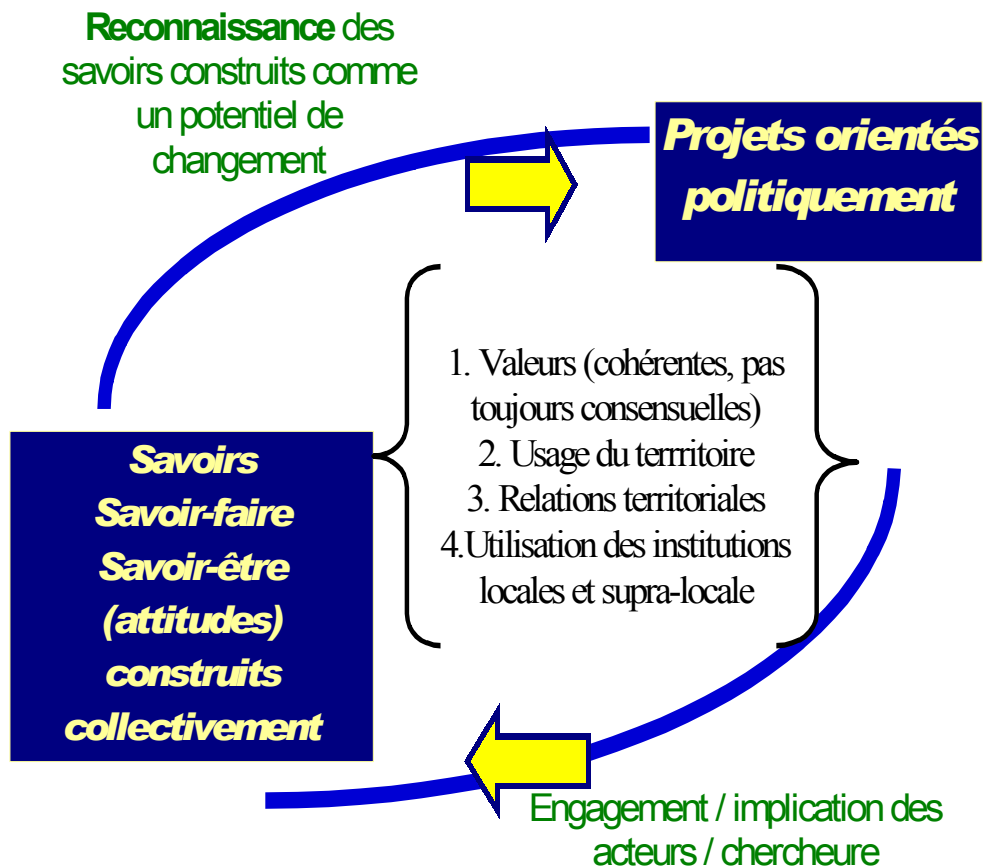 Reconnaissance des
savoirs construits comme
un potentiel de
changement
Projets orientés
politiquement
1. Valeurs (cohérentes, pas
toujours consensuelles)
2. Usage du terrritoire
3. Relations territoriales
4.Utilisation des institutions
locales et supra-locale
Savoirs
Savoir-faire
Savoir-être
(attitudes)
construits
collectivement
Engagement / implication des
acteurs / chercheure